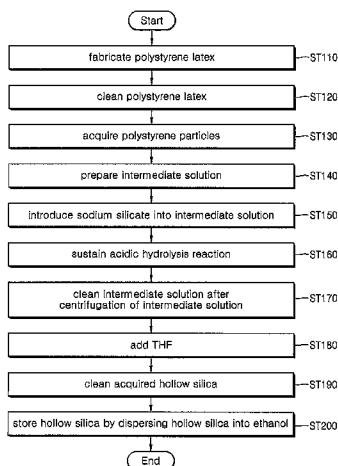 Start
fabricate polystyrene latex
ST110
clean polystyrene latex
ST120
acquire polystyrene particles
ST130
prepare intermediate solution
ST140
introduce sodium silicate into intermediate solution
ST150
sustain acidic hydrolysis reaction
ST160
clean intermediate solution after
centrifugation of intermediate solution
ST170
add THF
ST180
clean acquired hollow silica
ST190
store hollow silica by dispersing hollow silica into ethanol
ST200
End